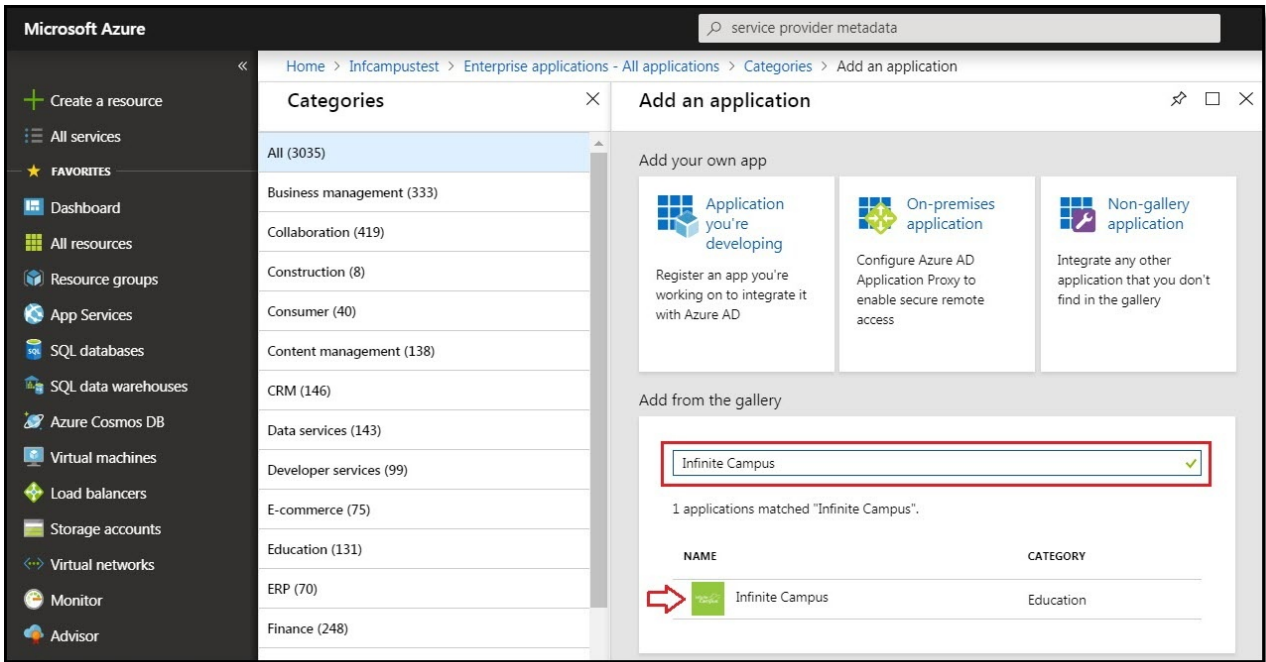 Microsoft Azure
service provider metadata
Home > Infcampustest > Enterprise applications - All applications > Categories > Add an application
Create a resource
All services
FAVORITES
Dashboard
All resources
Resource groups
App Services
SQL databases
SQL data warehouses
Azure Cosmos DB
Virtual machines
Load balancers
Storage accounts
Virtual networks
Monitor
Advisor
Categories
All (3035)
Business management (333)
Collaboration (419)
Construction (8)
Consumer (40)
Content management (138)
CRM (146)
Data services (143)
Developer services (99)
E-commerce (75)
Education (131)
ERP (70)
Finance (248)
Add an application
Add your own app
Application
you're
developing
Register an app you're
working on to integrate it
with Azure AD
On-premises
application
Configure Azure AD
Application Proxy to
enable secure remote
access
Non-gallery
application
Integrate any other
application that you don't
find in the gallery
Add from the gallery
Infinite Campus
1 applications matched "Infinite Campus".
NAME CATEGORY
Infinite Campus Education